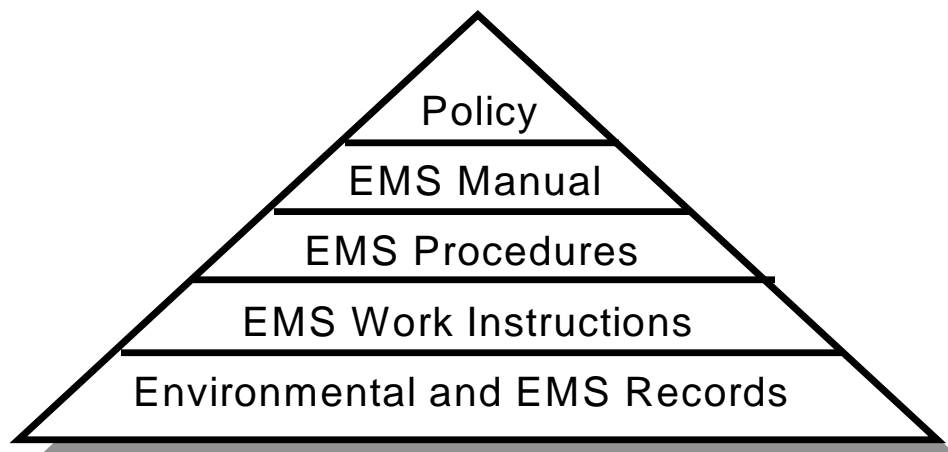 Policy
EMS Manual
EMS Procedures
EMS Work Instructions
Environmental and EMS Records